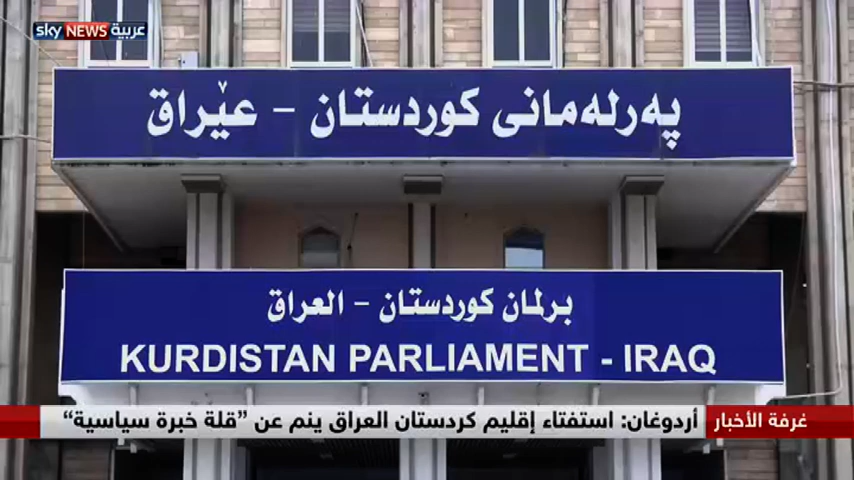 sky NEWS عربية
پەرلەمانی کوردستان - عێراق
برلمان كوردستان - العراق
KURDISTAN PARLIAMENT - IRAQ
غرفة الأخبار
أردوغان: استفتاء إقليم كردستان العراق ينم عن ”قلة خبرة سياسية“